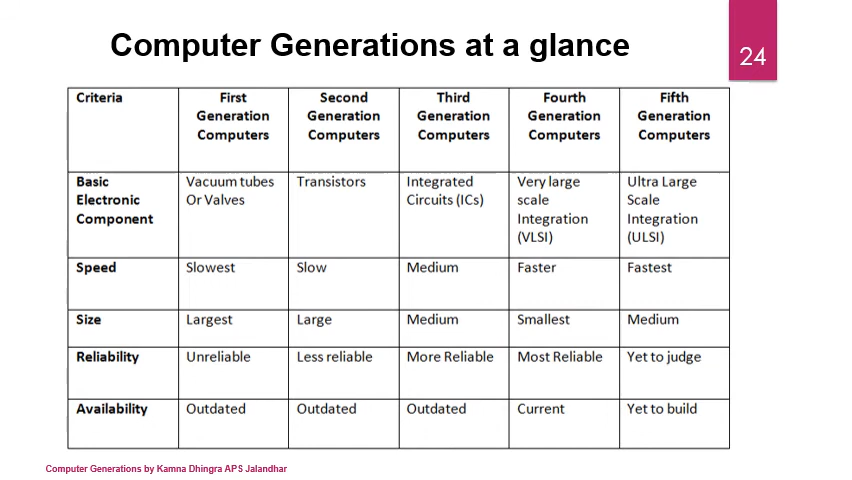 Computer Generations at a glance
24
Criteria
First
Generation
Computers
Second
Generation
Computers
Third
Generation
Computers
Fourth
Generation
Computers
Fifth
Generation
Computers
Basic
Electronic
Component
Vacuum tubes
Or Valves
Transistors
Integrated
Circuits (ICs)
Very large
scale
Integration
(VLSI)
Ultra Large
Scale
Integration
(ULSI)
Speed
Slowest
Slow
Medium
Faster
Fastest
Size
Largest
Large
Medium
Smallest
Medium
Reliability
Unreliable
Less reliable
More Reliable
Most Reliable
Yet to judge
Availability
Outdated
Outdated
Outdated
Current
Yet to build
Computer Generations by Kamna Dhingra APS Jalandhar